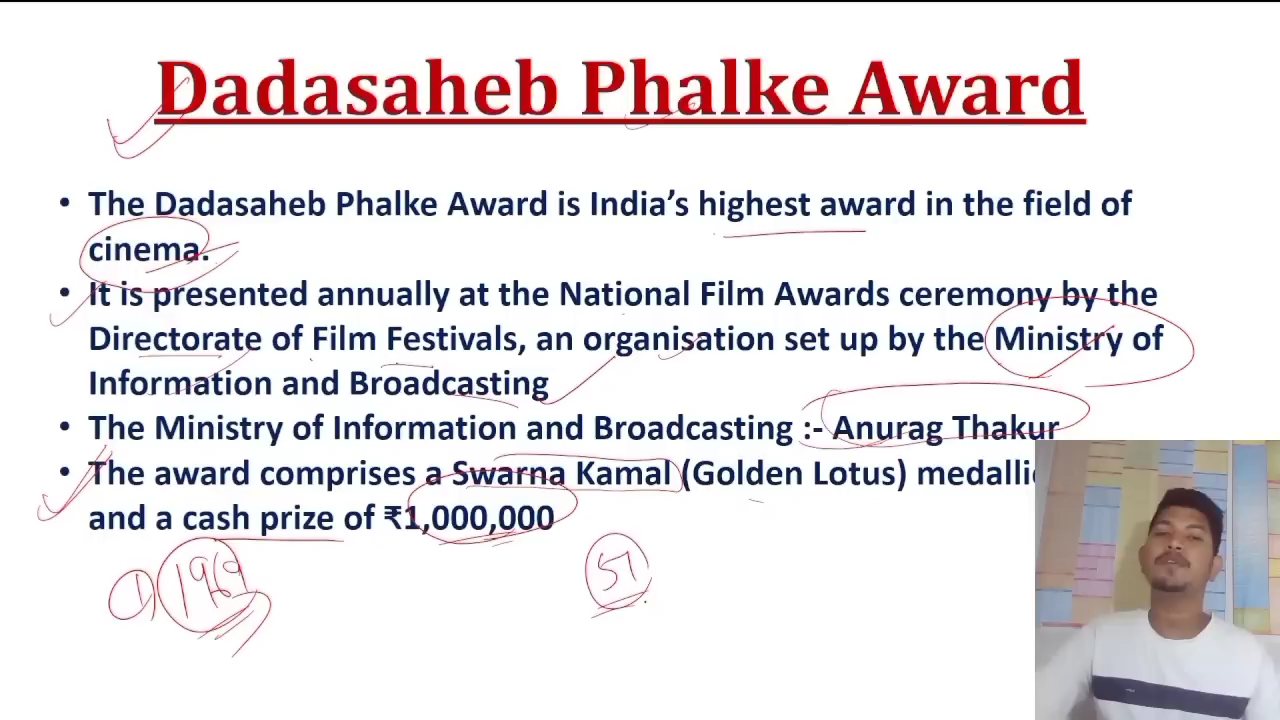 Dadasaheb Phalke Award
• The Dadasaheb Phalke Award is India’s highest award in the field of
cinema.
• It is presented annually at the National Film Awards ceremony by the
Directorate of Film Festivals, an organisation set up by the Ministry of
Information and Broadcasting
• The Ministry of Information and Broadcasting :- Anurag Thakur
• The award comprises a Swarna Kamal (Golden Lotus)
and a cash prize of ₹1,000,000
1 1969 51